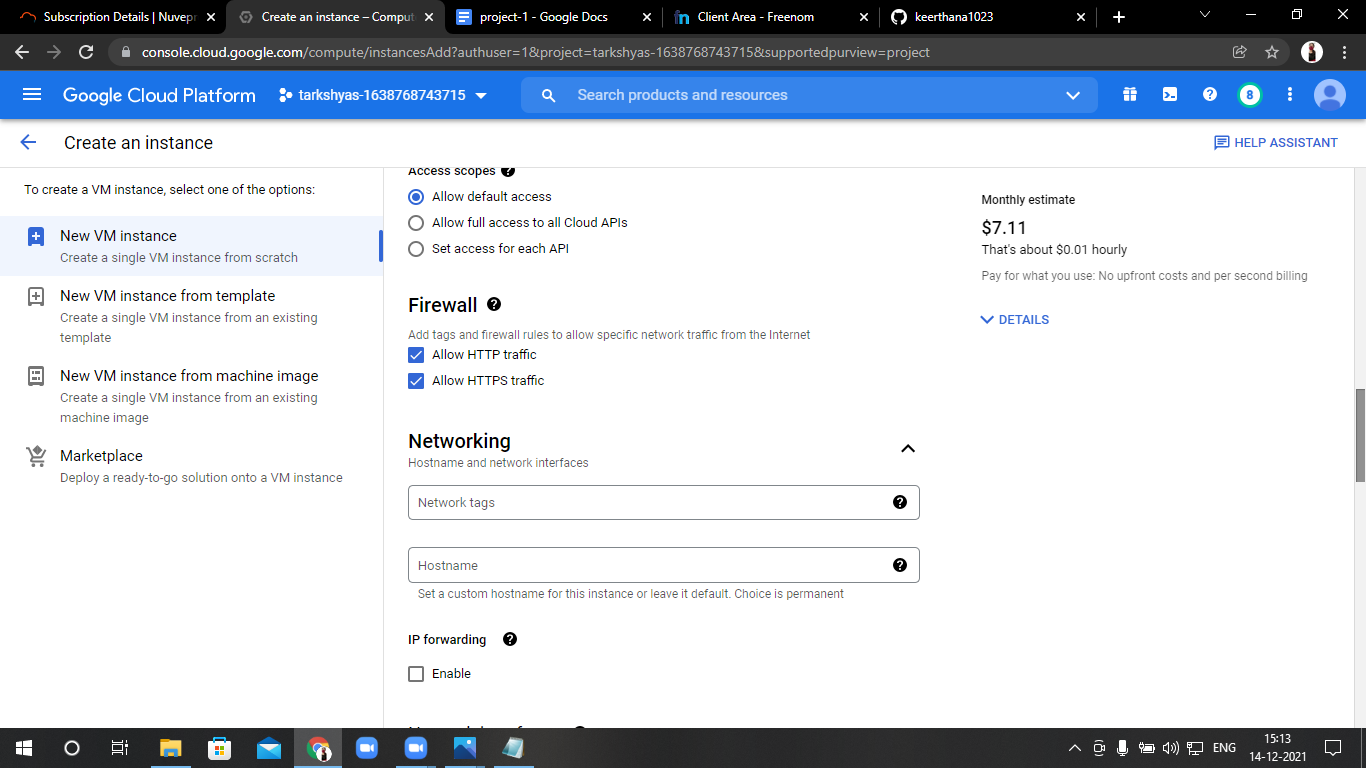 Subscription Details | Nuvepr
Create an instance – Comput
project-1 - Google Docs
Client Area - Freenom
keerthana1023
console.cloud.google.com/compute/instancesAdd?authuser=1&project=tarkshyas-1638768743715&supportedpurview=project
Google Cloud Platform
tarkshyas-1638768743715
Search products and resources
8
Create an instance
HELP ASSISTANT
To create a VM instance, select one of the options:
New VM instance
Create a single VM instance from scratch
New VM instance from template
Create a single VM instance from an existing
template
New VM instance from machine image
Create a single VM instance from an existing
machine image
Marketplace
Deploy a ready-to-go solution onto a VM instance
Access scopes
Allow default access
Allow full access to all Cloud APIs
Set access for each API
Firewall
Add tags and firewall rules to allow specific network traffic from the Internet
Allow HTTP traffic
Allow HTTPS traffic
Networking
Hostname and network interfaces
Network tags
Hostname
Set a custom hostname for this instance or leave it default. Choice is permanent
IP forwarding
Enable
Monthly estimate
$7.11
That's about $0.01 hourly
Pay for what you use: No upfront costs and per second billing
DETAILS
ENG
15:13
14-12-2021